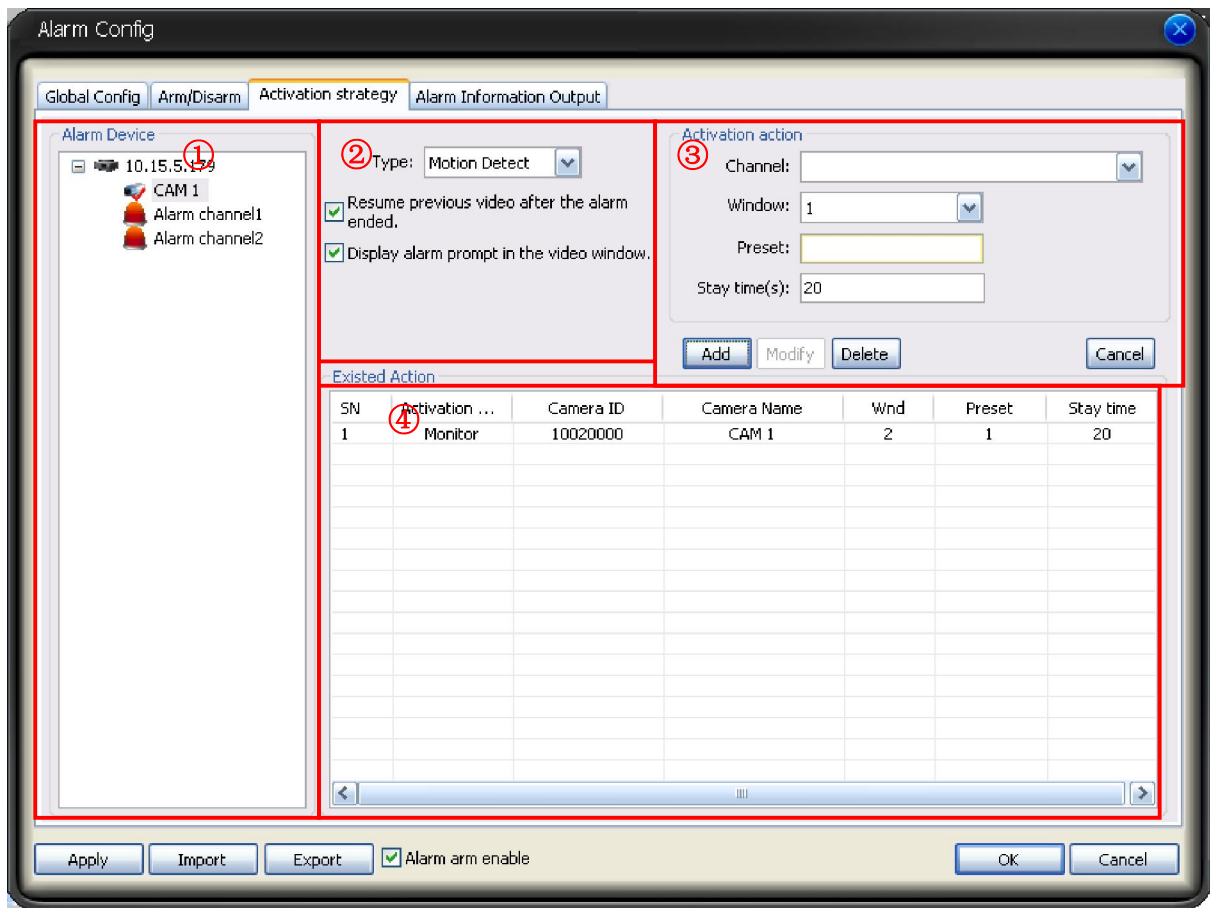 Alarm Config
Global Config Arm/Disarm Activation strategy Alarm Information Output
Alarm Device
① 10.15.5.179
CAM 1
Alarm channel1
Alarm channel2
② Type: Motion Detect
Resume previous video after the alarm
ended.
Display alarm prompt in the video window.
Activation action
③ Channel:
Window: 1
Preset:
Stay time(s): 20
Add Modify Delete Cancel
Existed Action
④
SN Activation ... Camera ID Camera Name Wnd Preset Stay time
1 Monitor 10020000 CAM 1 2 1 20
Apply Import Export Alarm arm enable OK Cancel